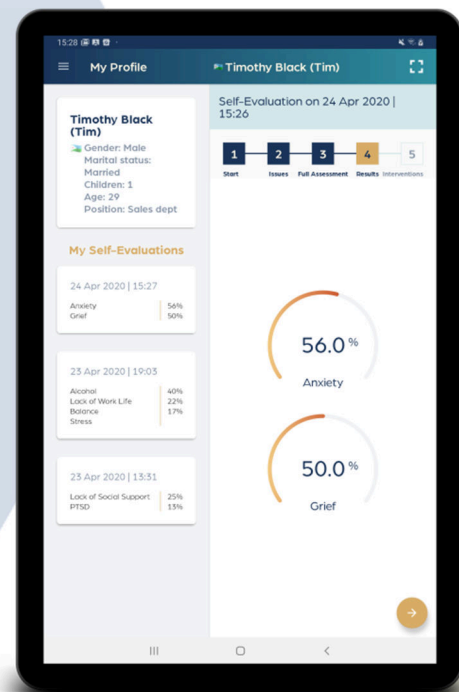 15:28
My Profile
Timothy Black (Tim)
Timothy Black
(Tim)
Gender: Male
Marital status:
Married
Children: 1
Age: 29
Position: Sales dept
My Self-Evaluations
24 Apr 2020 | 15:27
Anxiety 56%
Grief 50%
23 Apr 2020 | 19:03
Alcohol 40%
Lack of Work Life 22%
Balance 17%
Stress
23 Apr 2020 | 13:31
Lack of Social Support 25%
PTSD 13%
Self-Evaluation on 24 Apr 2020 |
15:26
1 2 3 4 5
Start Issues Full Assessment Results Interventions
56.0 %
Anxiety
50.0 %
Grief